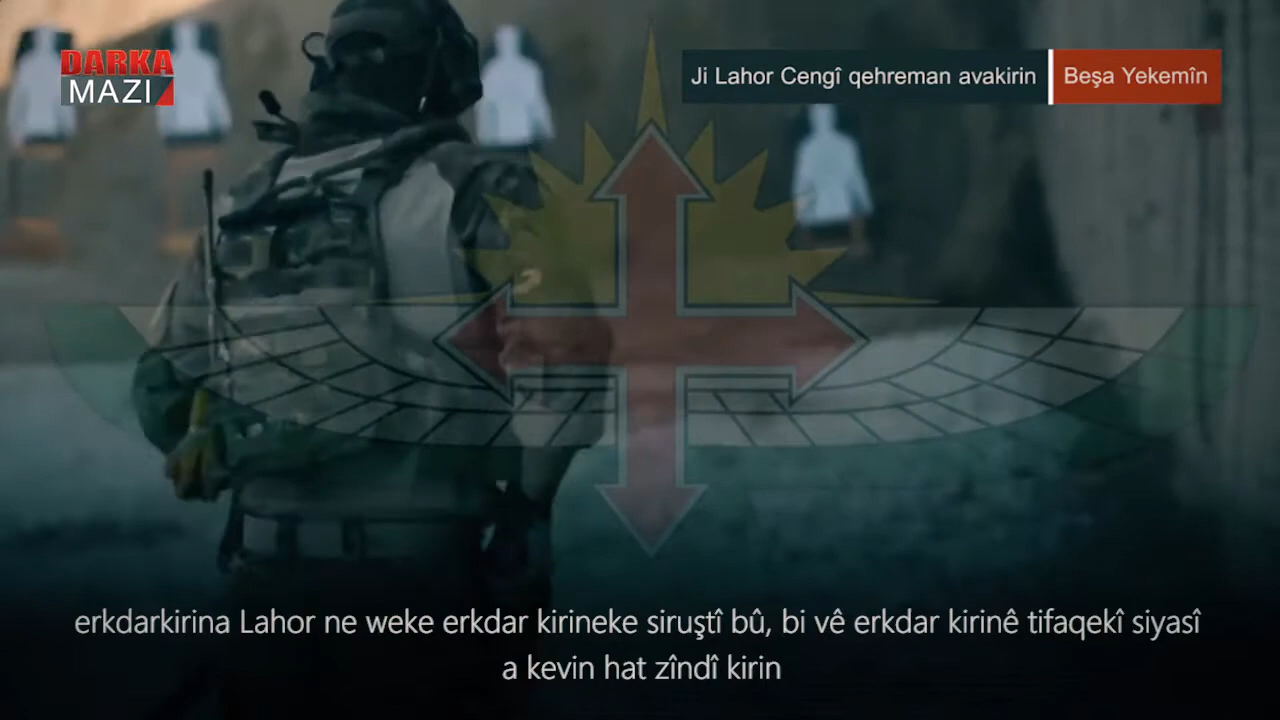 DARKA
MAZI
Ji Lahor Cengî qehreman avakirin
Beşa Yekemîn
erkdarkirina Lahor ne weke erkdar kirineke siruştî bû, bi vê erkdar kirinê tifaqekî siyasî
a kevin hat zîndî kirin